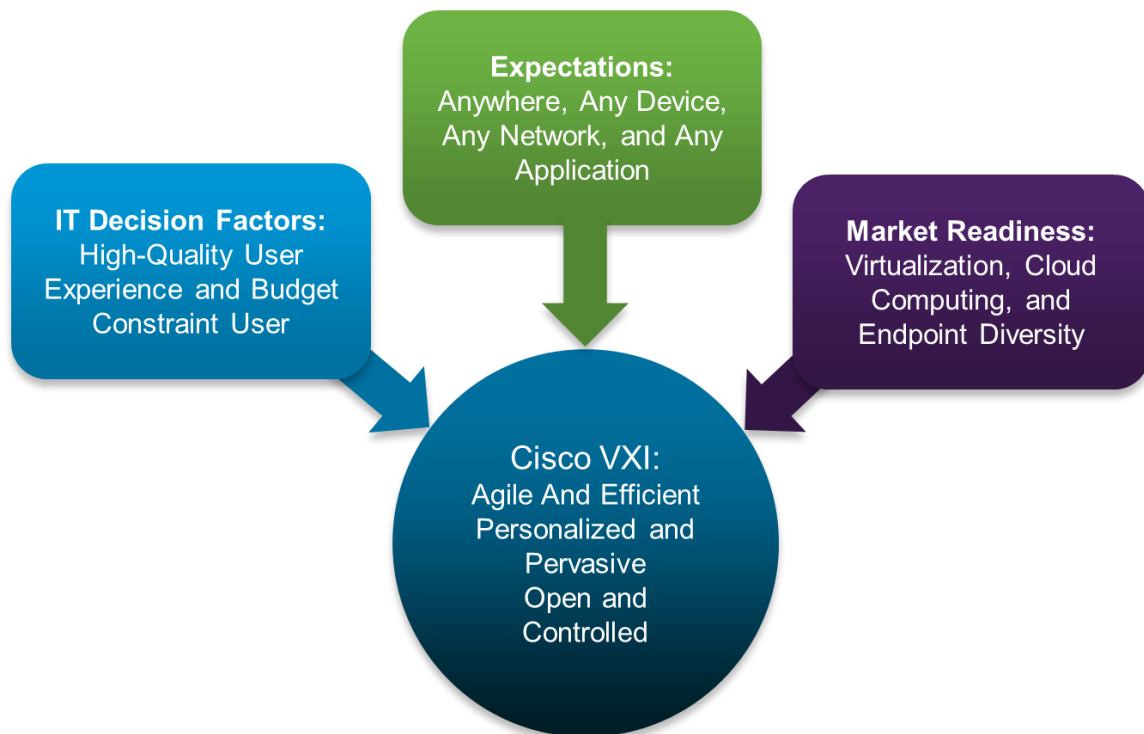 Expectations:
Anywhere, Any Device,
Any Network, and Any
Application
IT Decision Factors:
High-Quality User
Experience and Budget
Constraint User
Market Readiness:
Virtualization, Cloud
Computing, and
Endpoint Diversity
Cisco VXI:
Agile And Efficient
Personalized and
Pervasive
Open and
Controlled